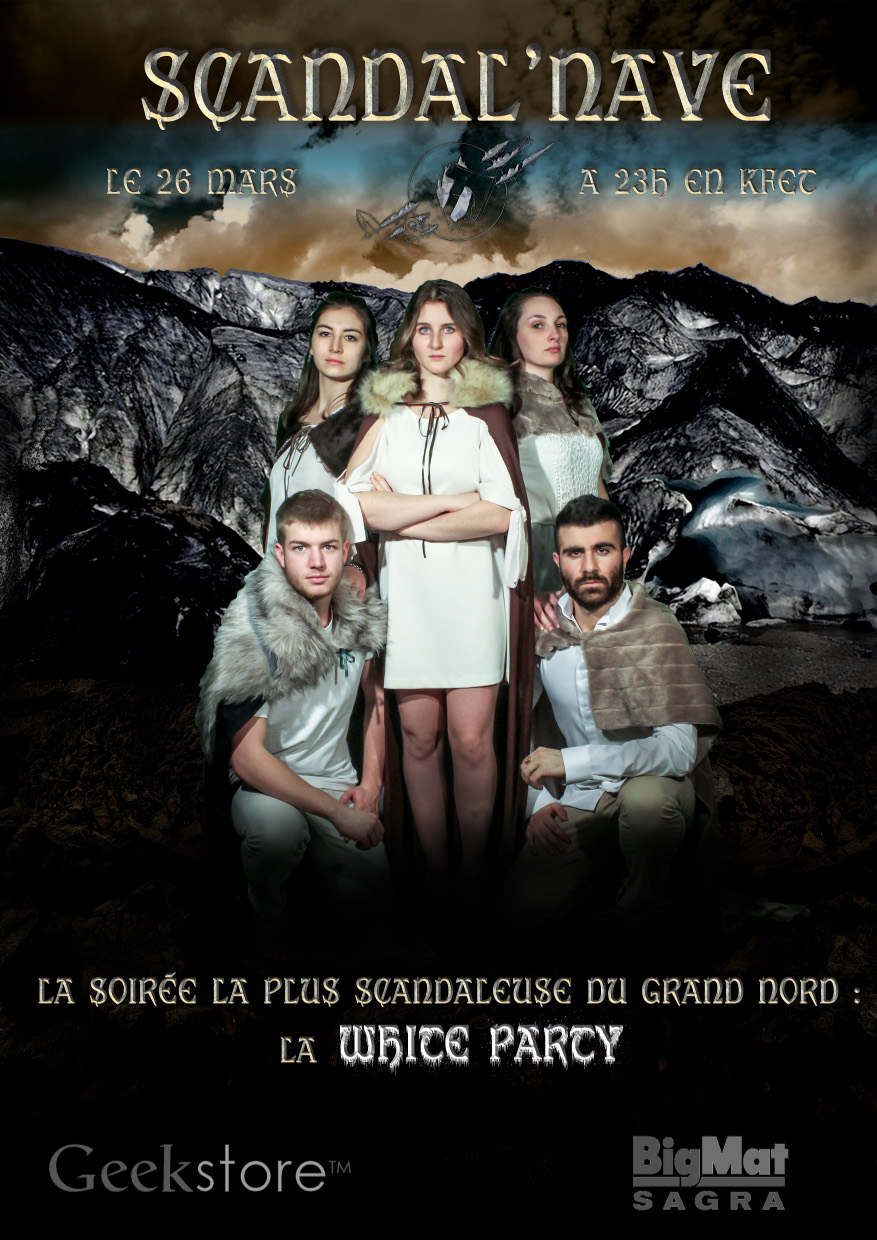 SCANDAL'NAVE
LE 26 MARS
A 23H EN KFET
LA SOIRÉE LA PLUS SCANDALEUSE DU GRAND NORD :
LA WHITE PARTY
Geekstore™
BigMat
SAGRA